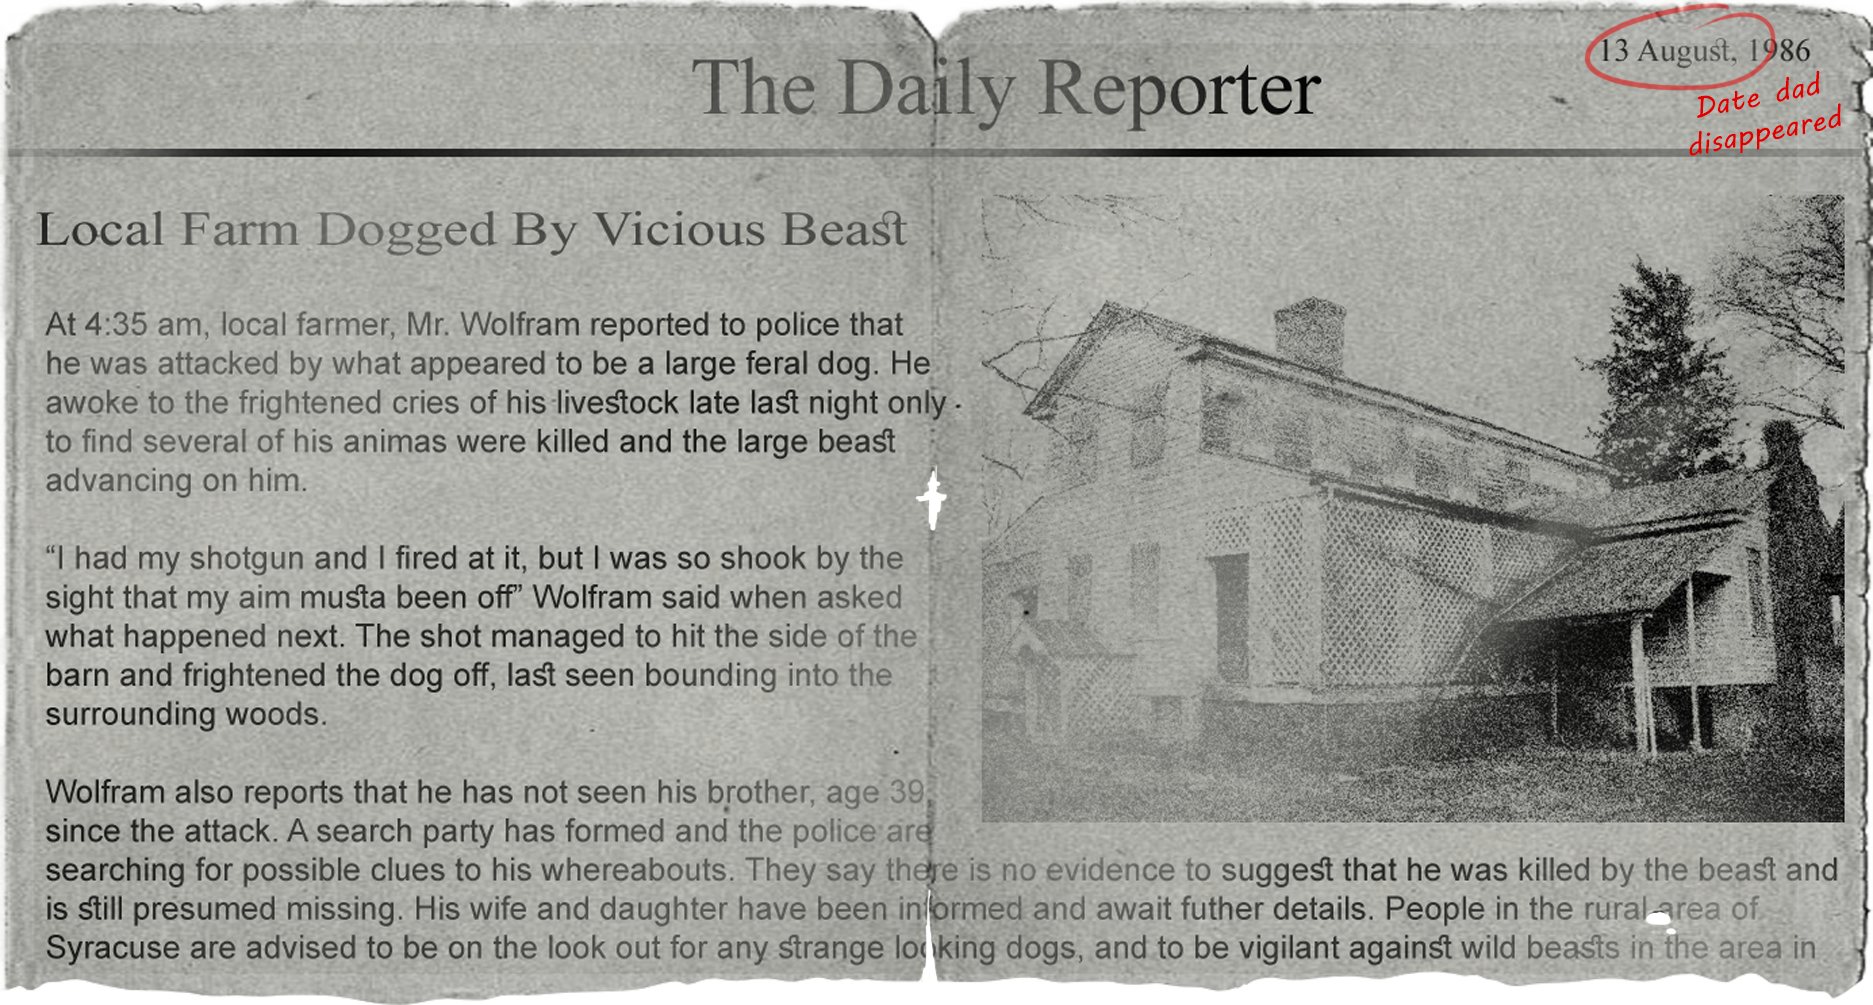 13 August, 1986
The Daily Reporter
Date dad
disappeared
Local Farm Dogged By Vicious Beast
At 4:35 am, local farmer, Mr. Wolfram reported to police that
he was attacked by what appeared to be a large feral dog. He
awoke to the frightened cries of his livestock late last night only
to find several of his animas were killed and the large beast
advancing on him.
“I had my shotgun and I fired at it, but I was so shook by the
sight that my aim musta been off” Wolfram said when asked
what happened next. The shot managed to hit the side of the
barn and frightened the dog off, last seen bounding into the
surrounding woods.
Wolfram also reports that he has not seen his brother, age 39,
since the attack. A search party has formed and the police are
searching for possible clues to his whereabouts. They say there is no evidence to suggest that he was killed by the beast and
is still presumed missing. His wife and daughter have been informed and await futher details. People in the rural area of
Syracuse are advised to be on the look out for any strange looking dogs, and to be vigilant against wild beasts in the area in